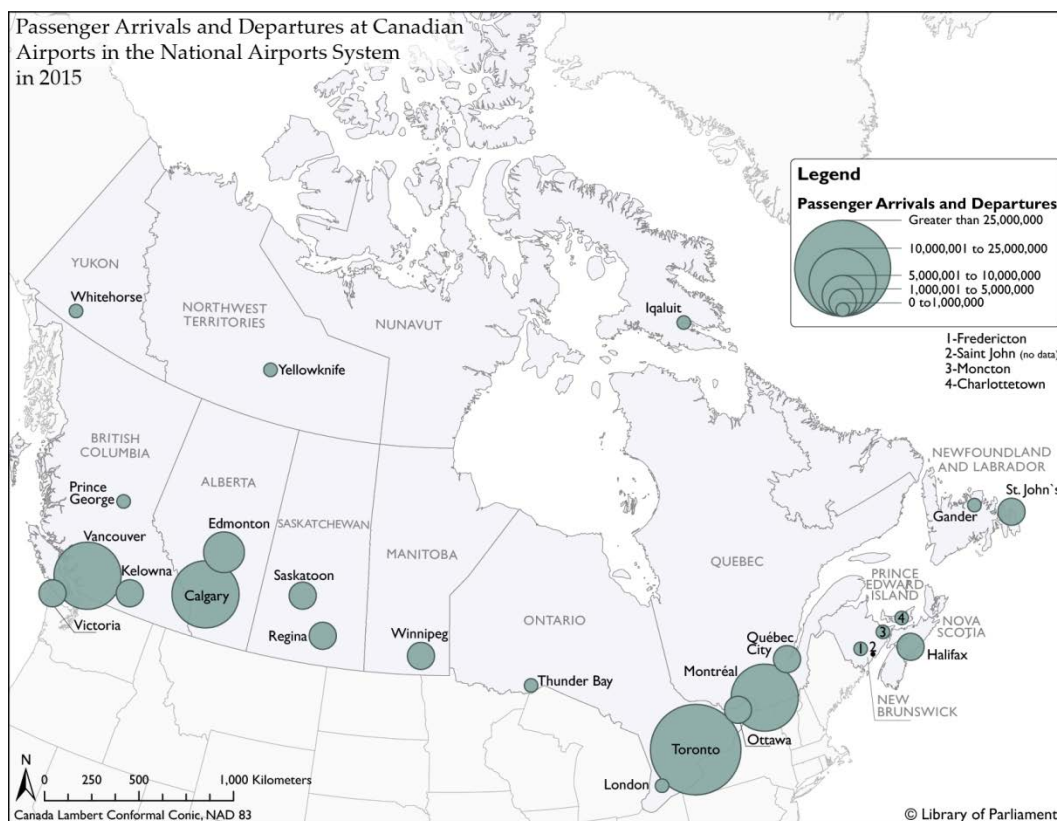 Passenger Arrivals and Departures at Canadian
Airports in the National Airports System
in 2015
Legend
Passenger Arrivals and Departures
Greater than 25,000,000
10,000,001 to 25,000,000
5,000,001 to 10,000,000
1,000,001 to 5,000,000
0 to1,000,000
1-Fredericton
2-Saint John (no data)
3-Moncton
4-Charlottetown
YUKON
Whitehorse
NORTHWEST
TERRITORIES
NUNAVUT
Iqaluit
Yellowknife
BRITISH
COLUMBIA
Prince
George
ALBERTA
Edmonton
Vancouver
Kelowna
Calgary
Victoria
SASKATCHEWAN
Saskatoon
Regina
MANITOBA
Winnipeg
ONTARIO
Thunder Bay
Toronto
London
Ottawa
QUEBEC
Québec
City
Montréal
NEWFOUNDLAND
AND LABRADOR
St. John`s
Gander
PRINCE
EDWARD
ISLAND
NOVA
SCOTIA
Halifax
1
2
3
4
NEW
BRUNSWICK
N
0 250 500 1,000 Kilometers
Canada Lambert Conformal Conic, NAD 83
© Library of Parliament